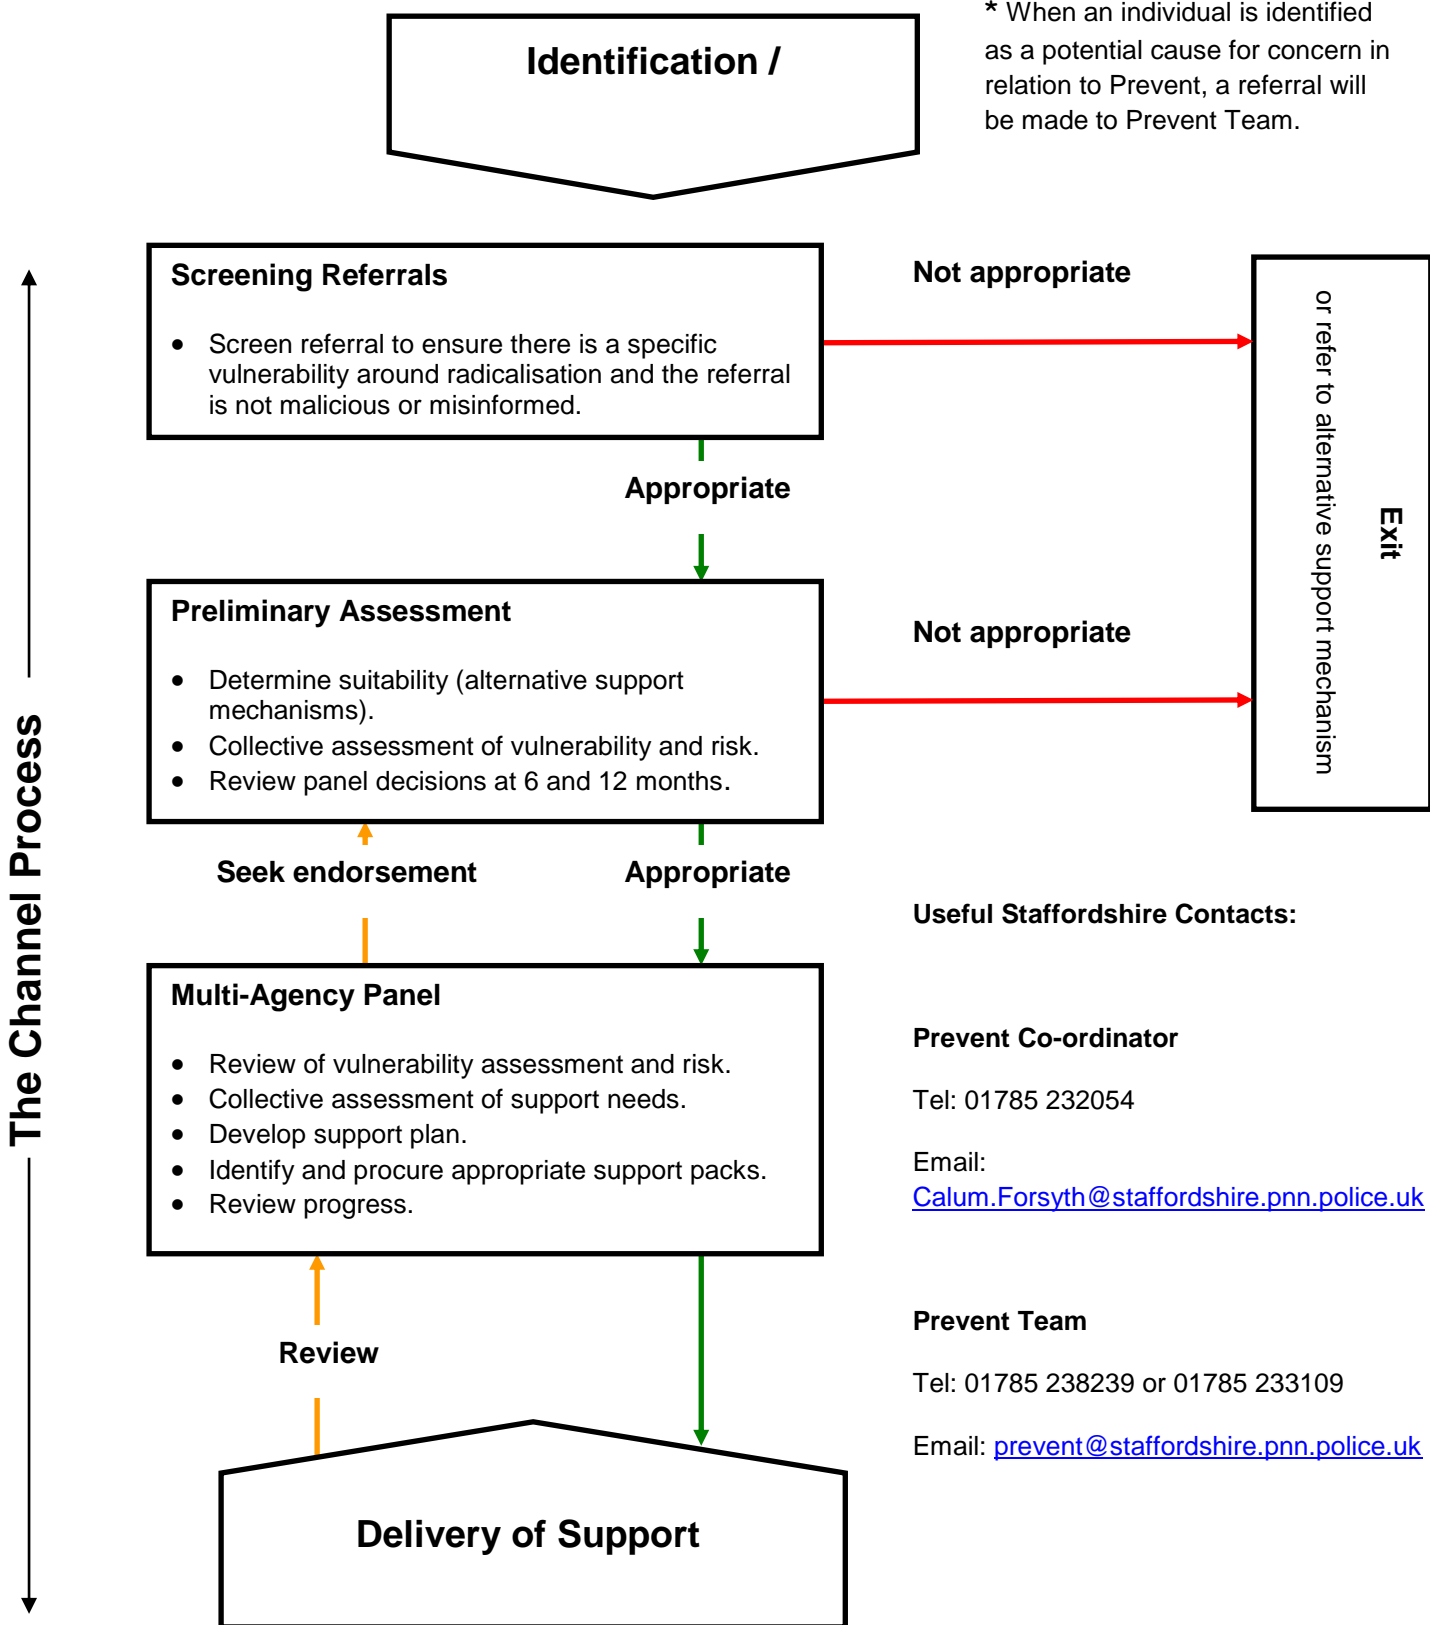 * When an individual is identified
as a potential cause for concern in
relation to Prevent, a referral will
be made to Prevent Team.
Identification /
The Channel Process
Screening Referrals
• Screen referral to ensure there is a specific
vulnerability around radicalisation and the referral
is not malicious or misinformed.
Not appropriate
Exit
or refer to alternative support mechanism
Appropriate
Preliminary Assessment
• Determine suitability (alternative support
mechanisms).
• Collective assessment of vulnerability and risk.
• Review panel decisions at 6 and 12 months.
Not appropriate
Seek endorsement
Appropriate
Multi-Agency Panel
• Review of vulnerability assessment and risk.
• Collective assessment of support needs.
• Develop support plan.
• Identify and procure appropriate support packs.
• Review progress.
Review
Delivery of Support
Useful Staffordshire Contacts:
Prevent Co-ordinator
Tel: 01785 232054
Email:
Calum.Forsyth@staffordshire.pnn.police.uk
Prevent Team
Tel: 01785 238239 or 01785 233109
Email: prevent@staffordshire.pnn.police.uk